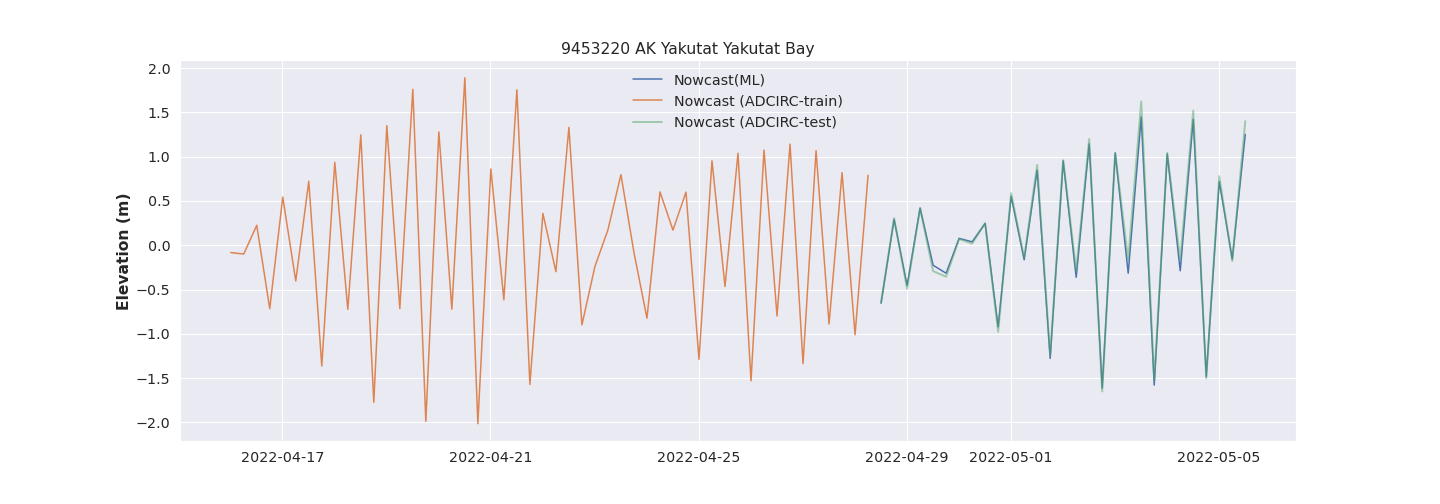 9453220 AK Yakutat Yakutat Bay
Nowcast(ML)
Nowcast (ADCIRC-train)
Nowcast (ADCIRC-test)
Elevation (m)
2.0
1.5
1.0
0.5
0.0
−0.5
−1.0
−1.5
−2.0
2022-04-17 2022-04-21 2022-04-25 2022-04-29 2022-05-01 2022-05-05